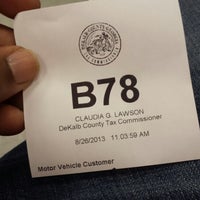 B78
CLAUDIA G. LAWSON
DeKalb County Tax Commissioner
8/26/2013 11:03:59 AM
Motor Vehicle Customer